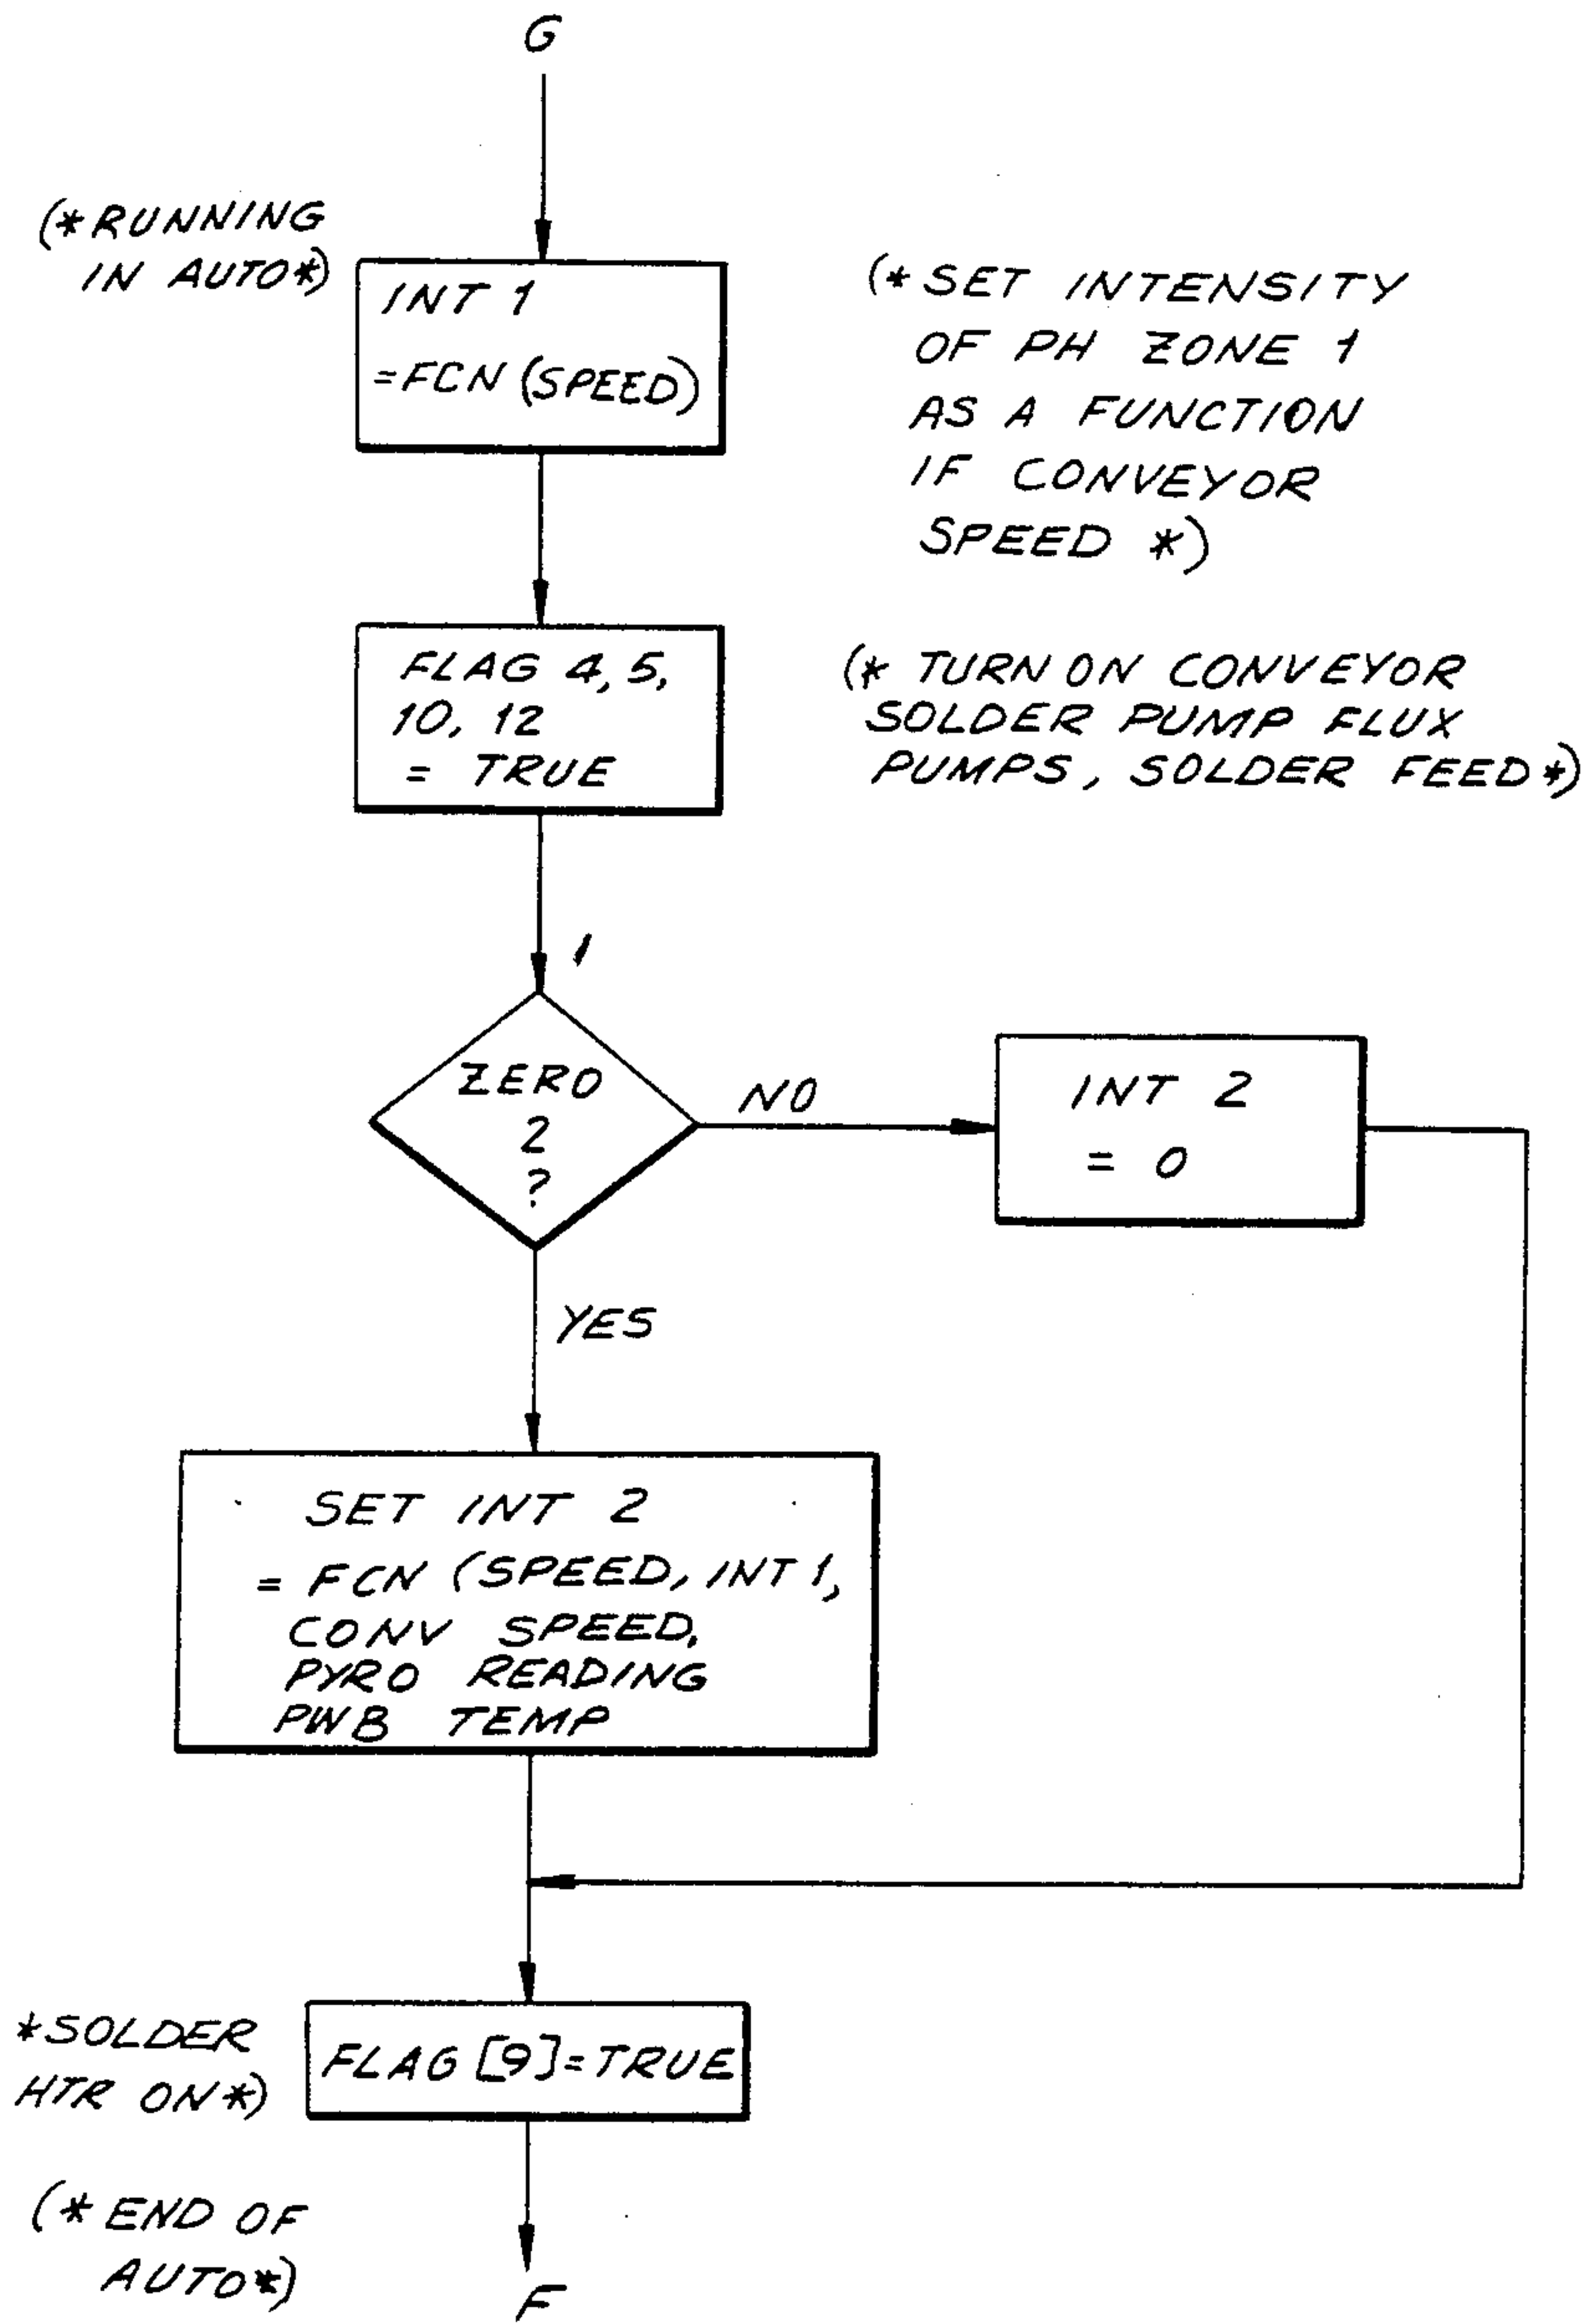 G
(*RUNNING
IN AUTO*)
INT 1
=FCN (SPEED)
(* SET INTENSITY
OF PH ZONE 1
AS A FUNCTION
IF CONVEYOR
SPEED *)
FLAG 4, 5,
10, 12
= TRUE
(* TURN ON CONVEYOR
SOLDER PUMP FLUX
PUMPS, SOLDER FEED*)
1
ZERO
2
?
NO
INT 2
= 0
YES
SET INT 2
= FCN (SPEED, INT 1,
CONV SPEED,
PYRO READING
PWB TEMP
*SOLDER
HTR ON*)
FLAG [9]=TRUE
(* END OF
AUTO*)
F